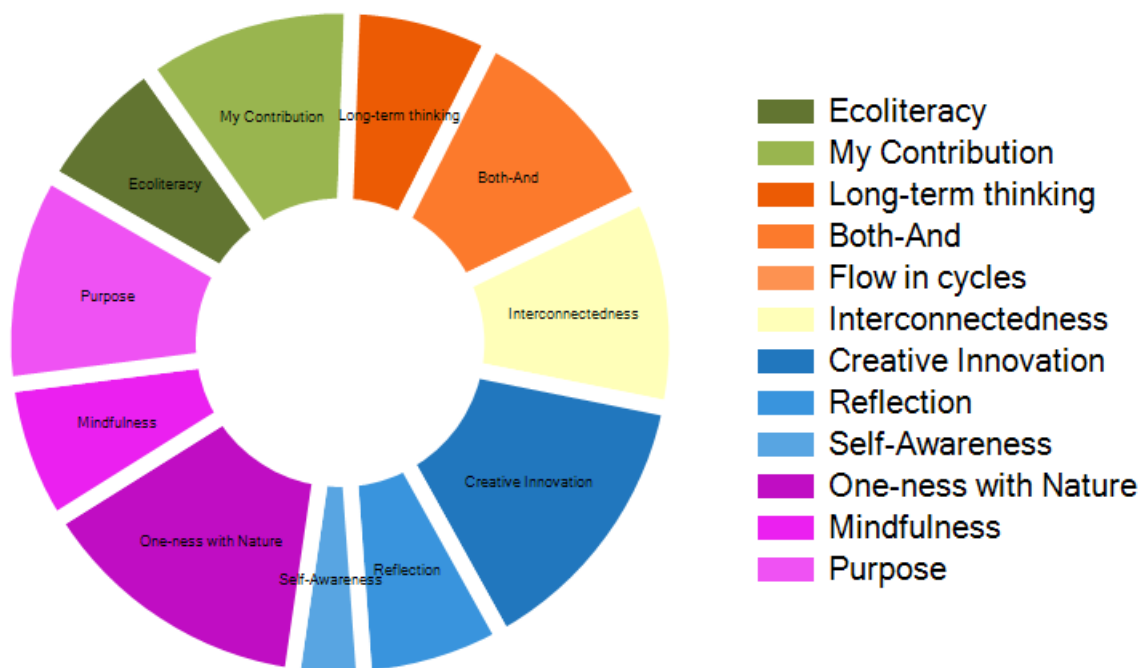 My Contribution
Long-term thinking
Both-And
Ecoliteracy
Purpose
Interconnectedness
Mindfulness
Creative Innovation
One-ness with Nature
Self-Awareness
Reflection
Ecoliteracy
My Contribution
Long-term thinking
Both-And
Flow in cycles
Interconnectedness
Creative Innovation
Reflection
Self-Awareness
One-ness with Nature
Mindfulness
Purpose